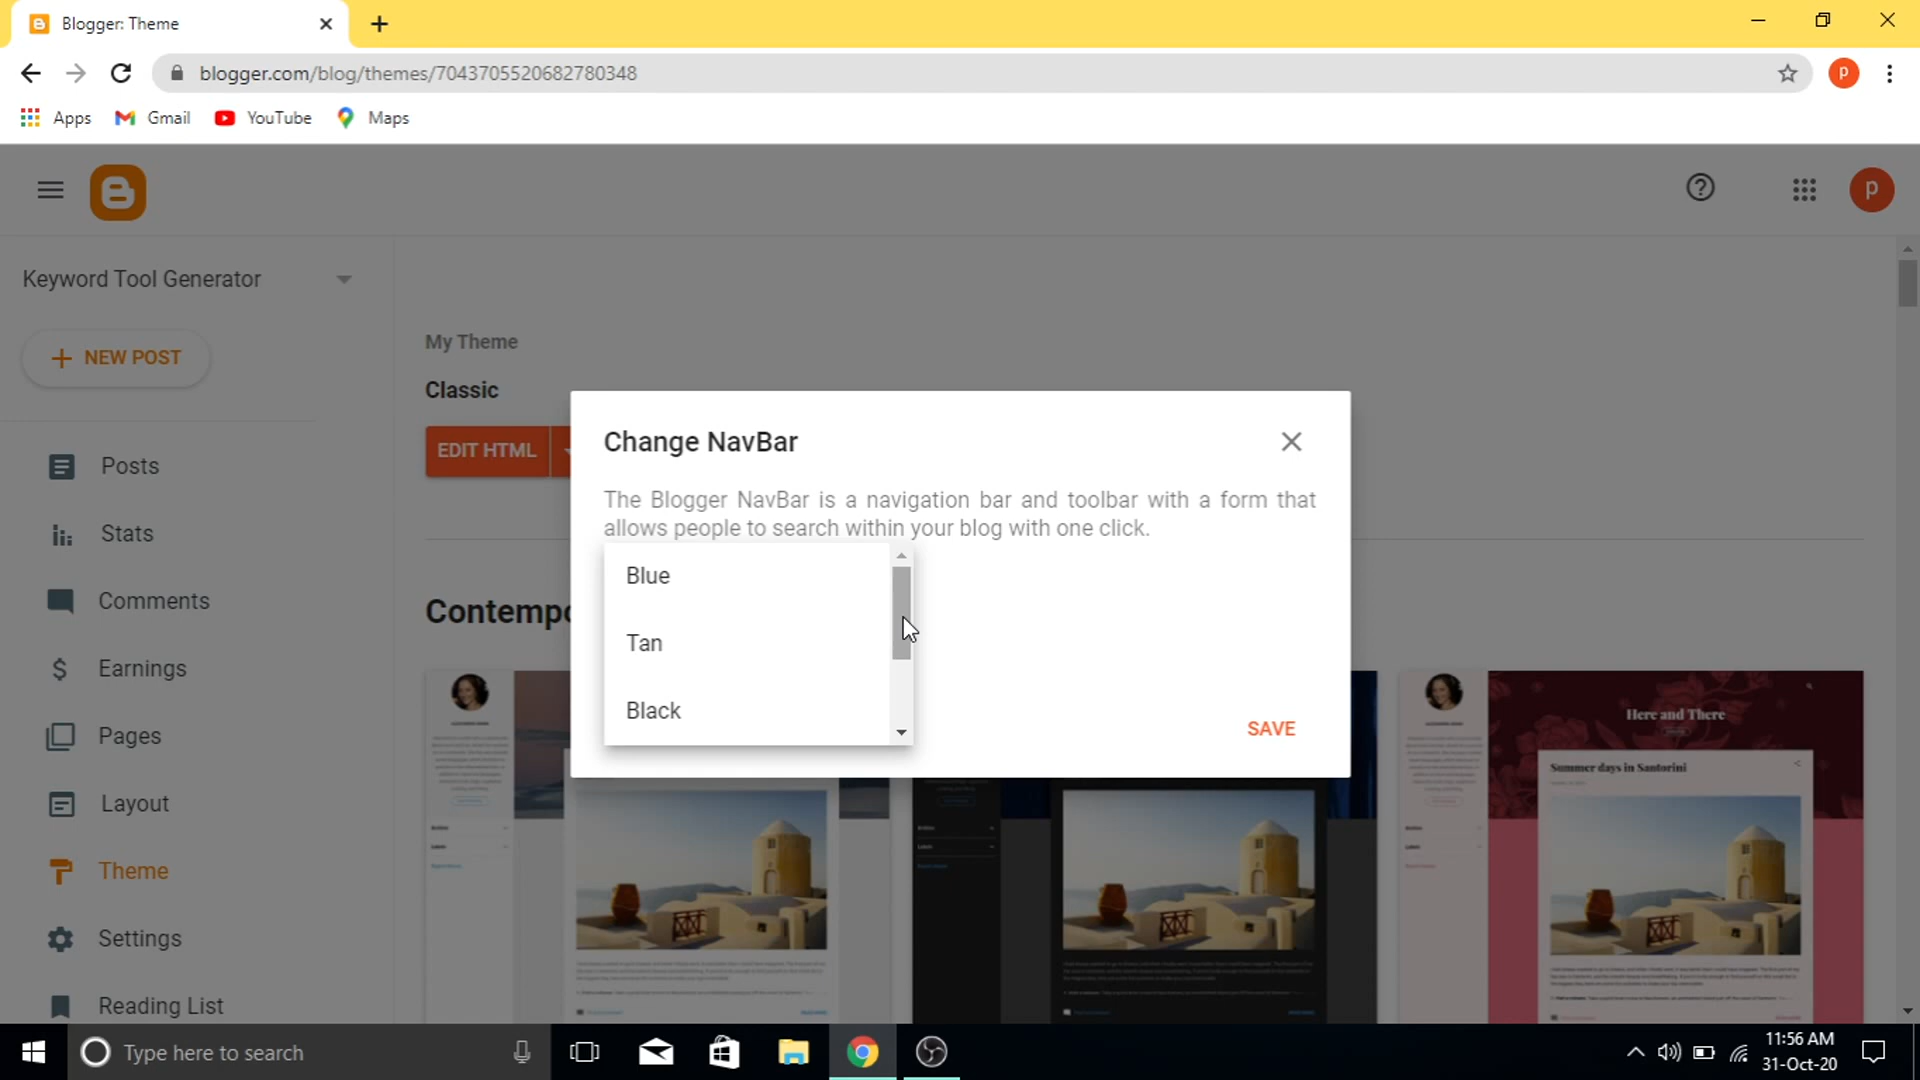 Blogger: Theme
blogger.com/blog/themes/7043705520682780348
P
Apps
Gmail
YouTube
Maps
p
Keyword Tool Generator
NEW POST
My Theme
Classic
EDIT HTML
Posts
Stats
Comments
Earnings
Pages
Layout
Theme
Settings
Reading List
Change NavBar
The Blogger NavBar is a navigation bar and toolbar with a form that
allows people to search within your blog with one click.
Blue
Tan
Black
SAVE
Contempo
Here and There
Summer days in Santorini
Type here to search
11:56 AM
31-Oct-20